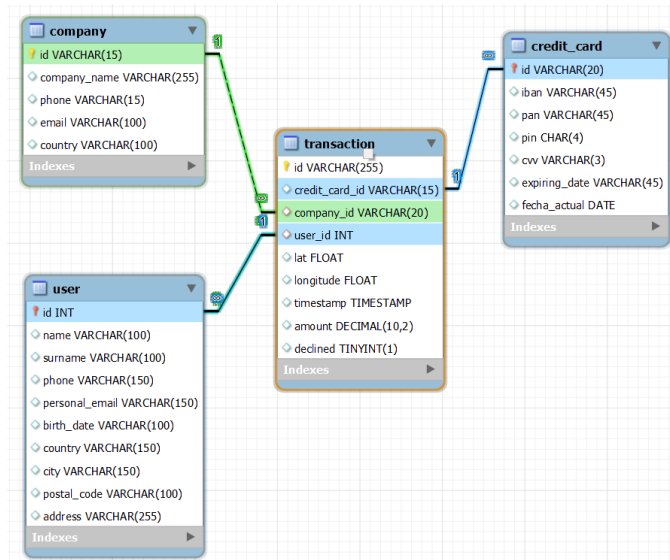 company
id VARCHAR(15)
company_name VARCHAR(255)
phone VARCHAR(15)
email VARCHAR(100)
country VARCHAR(100)
Indexes
1
∞
transaction
id VARCHAR(255)
credit_card_id VARCHAR(15)
company_id VARCHAR(20)
user_id INT
lat FLOAT
longitude FLOAT
timestamp TIMESTAMP
amount DECIMAL(10,2)
declined TINYINT(1)
Indexes
∞
1
credit_card
id VARCHAR(20)
iban VARCHAR(45)
pan VARCHAR(45)
pin CHAR(4)
cvv VARCHAR(3)
expiring_date VARCHAR(45)
fecha_actual DATE
Indexes
1
∞
user
id INT
name VARCHAR(100)
surname VARCHAR(100)
phone VARCHAR(150)
personal_email VARCHAR(150)
birth_date VARCHAR(100)
country VARCHAR(150)
city VARCHAR(150)
postal_code VARCHAR(100)
address VARCHAR(255)
Indexes